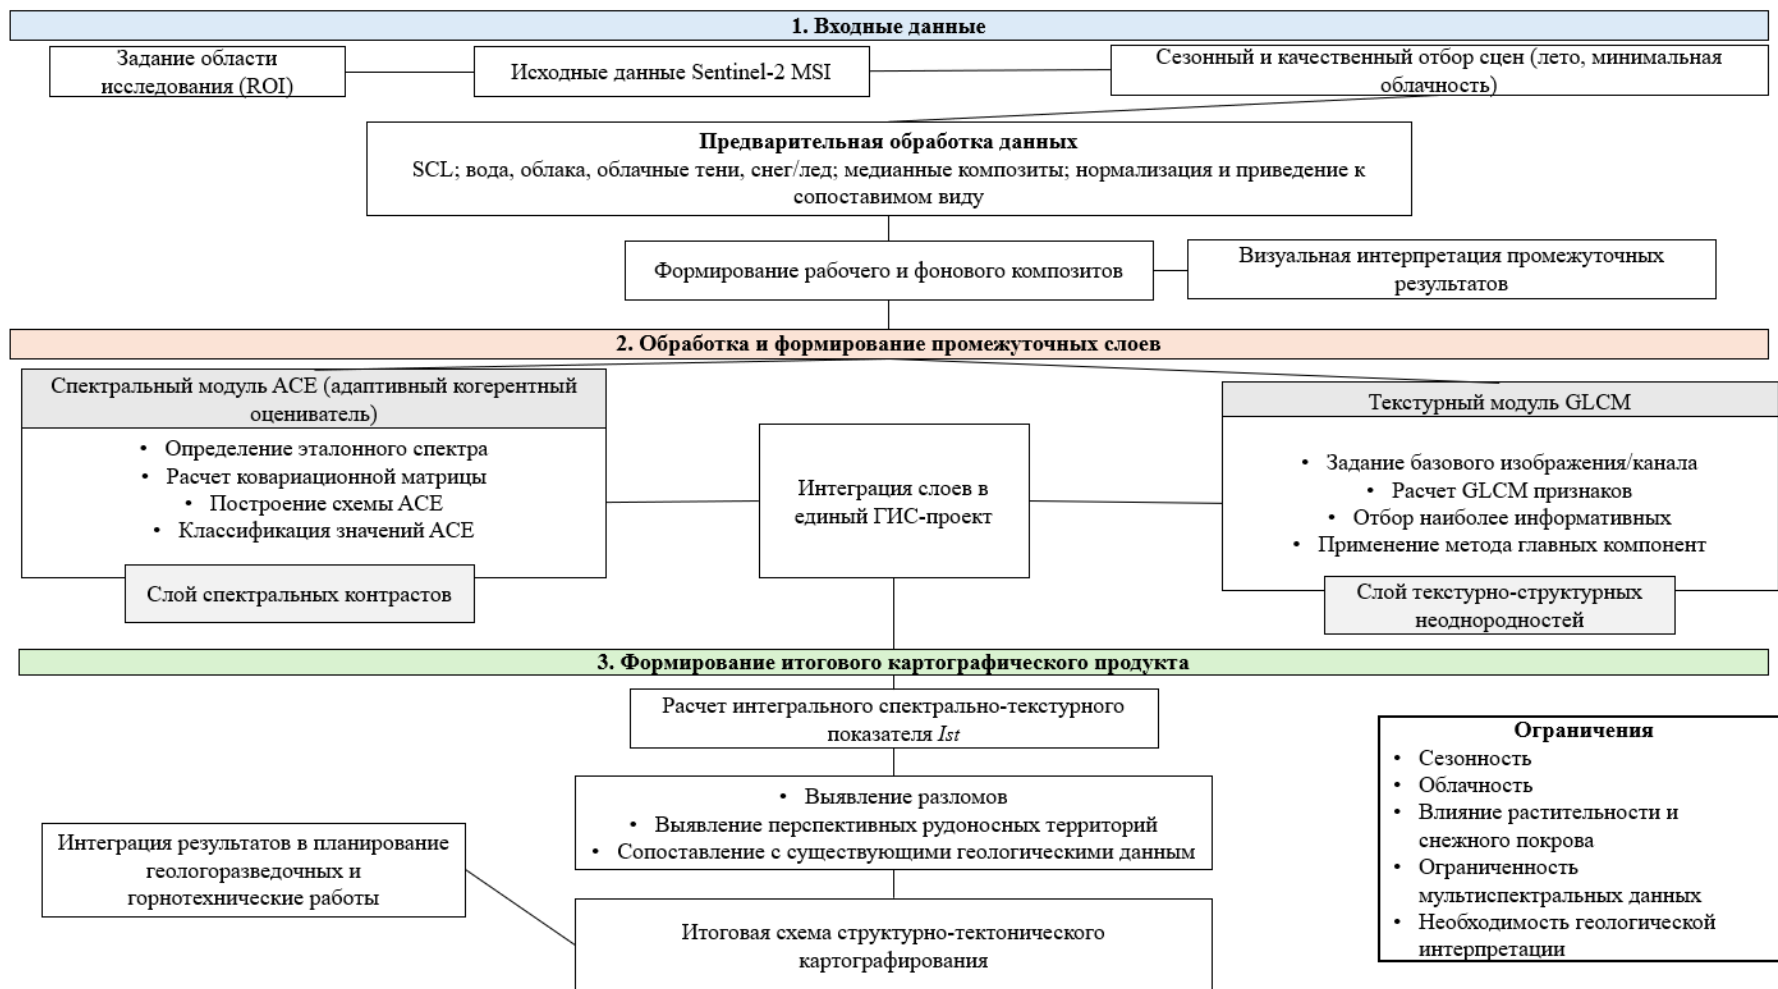 1. Входные данные
Задание области
исследования (ROI)
Исходные данные Sentinel-2 MSI
Сезонный и качественный отбор сцен (лето, минимальная
облачность)
Предварительная обработка данных
SCL; вода, облака, облачные тени, снег/лед; медианные композиты; нормализация и приведение к
сопоставимом виду
Формирование рабочего и фонового композитов
Визуальная интерпретация промежуточных
результатов
2. Обработка и формирование промежуточных слоев
Спектральный модуль ACE (адаптивный когерентный
оцениватель)
• Определение эталонного спектра
• Расчет ковариационной матрицы
• Построение схемы ACE
• Классификация значений ACE
Слой спектральных контрастов
Интеграция слоев в
единый ГИС-проект
Текстурный модуль GLCM
• Задание базового изображения/канала
• Расчет GLCM признаков
• Отбор наиболее информативных
• Применение метода главных компонент
Слой текстурно-структурных
неоднородностей
3. Формирование итогового картографического продукта
Расчет интегрального спектрально-текстурного
показателя Ist
• Выявление разломов
• Выявление перспективных рудоносных территорий
• Сопоставление с существующими геологическими данным
Интеграция результатов в планирование
геологоразведочных и
горнотехнические работы
Итоговая схема структурно-тектонического
картографирования
Ограничения
• Сезонность
• Облачность
• Влияние растительности и
снежного покрова
• Ограниченность
мультиспектральных данных
• Необходимость геологической
интерпретации